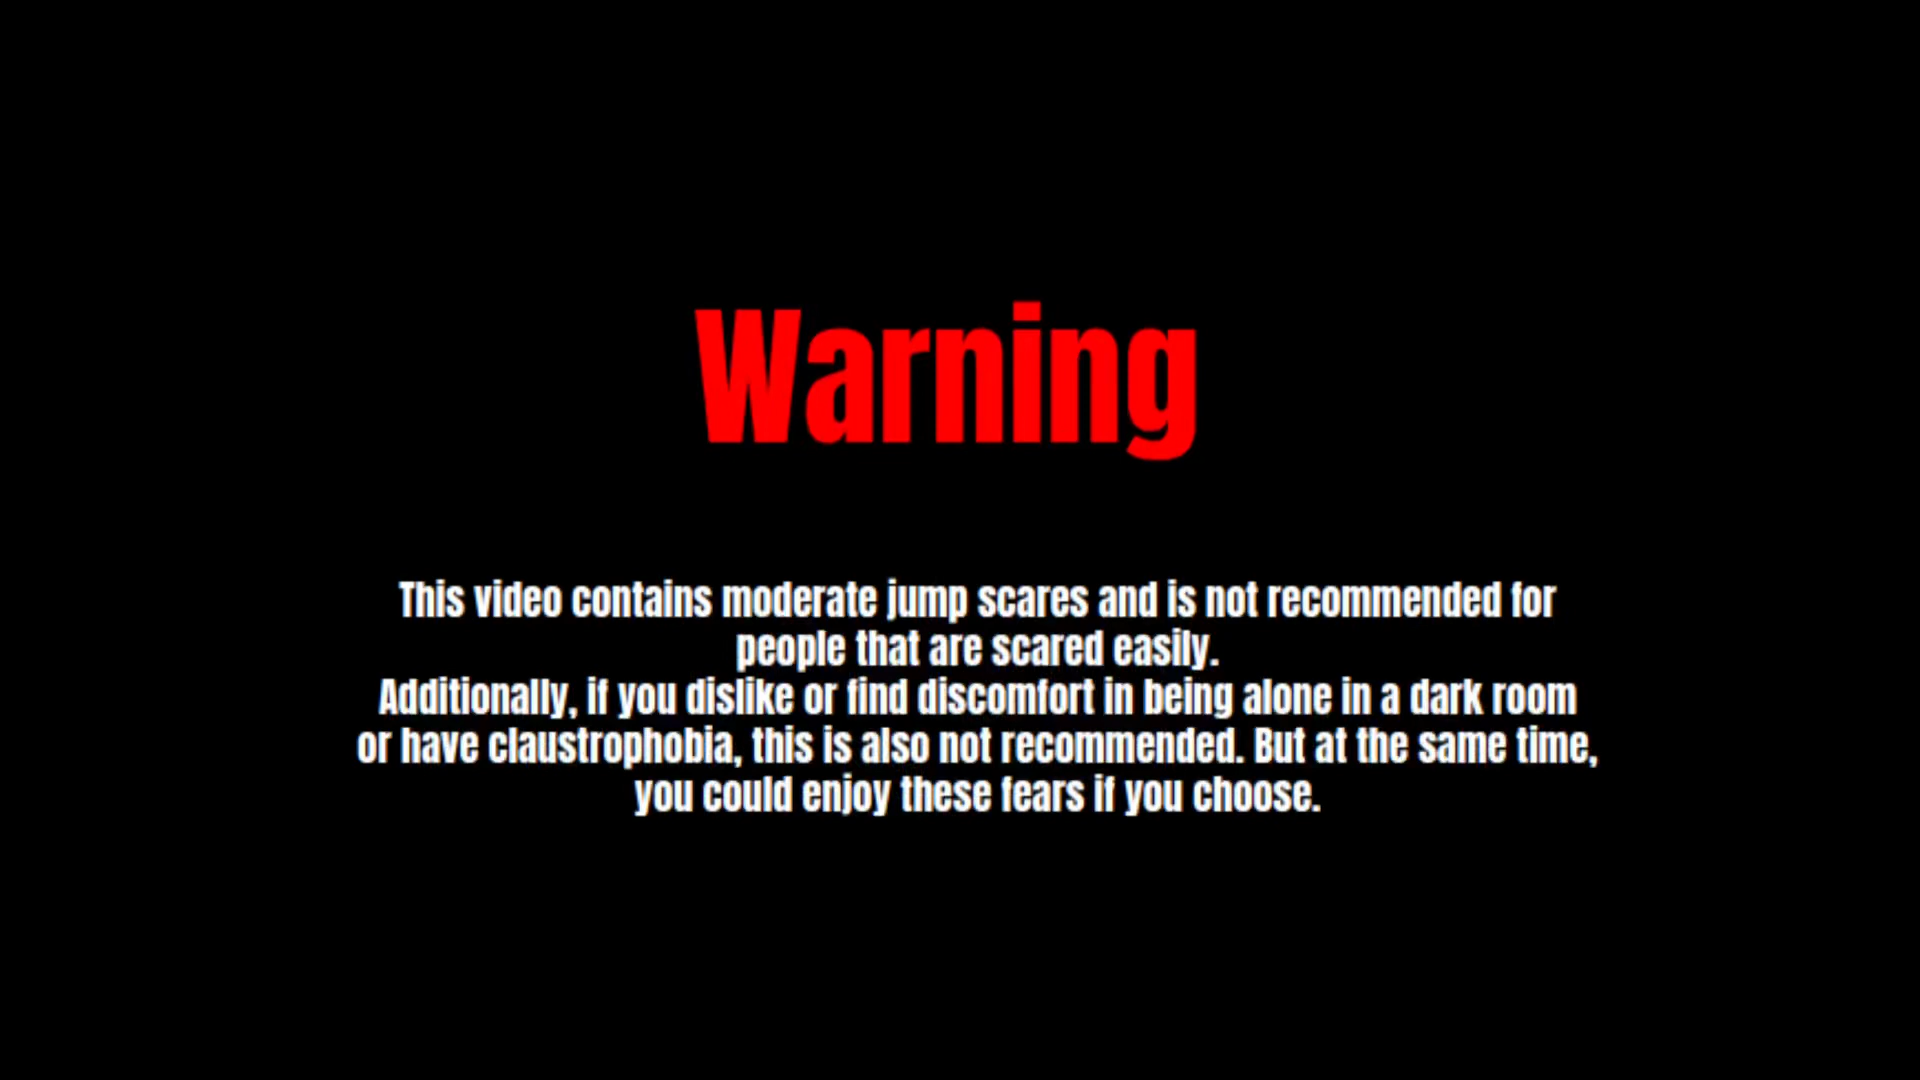 Warning
This video contains moderate jump scares and is not recommended for
people that are scared easily.
Additionally, if you dislike or find discomfort in being alone in a dark room
or have claustrophobia, this is also not recommended. But at the same time,
you could enjoy these fears if you choose.